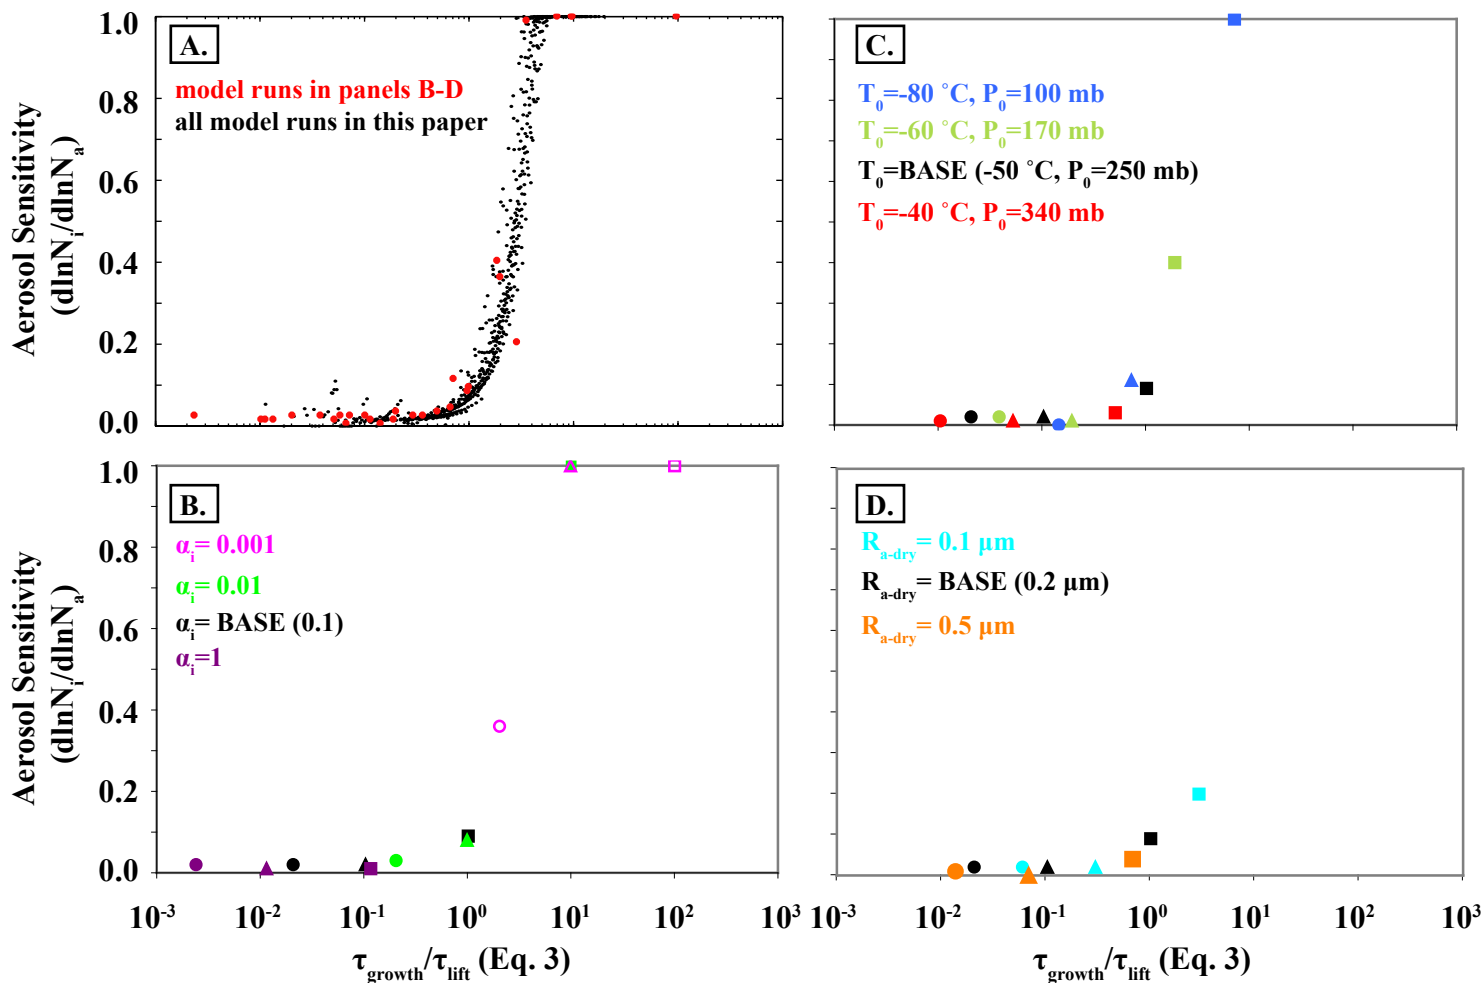 A.
model runs in panels B-D
all model runs in this paper
1.0
0.8
0.6
0.4
0.2
0.0
Aerosol Sensitivity
(dlnNi/dlnNa)
C.
T0=-80 ˚C, P0=100 mb
T0=-60 ˚C, P0=170 mb
T0=BASE (-50 ˚C, P0=250 mb)
T0=-40 ˚C, P0=340 mb
B.
αi= 0.001
αi= 0.01
αi= BASE (0.1)
αi=1
1.0
0.8
0.6
0.4
0.2
0.0
Aerosol Sensitivity
(dlnNi/dlnNa)
10-3 10-2 10-1 100 101 102 103
τgrowth/τlift (Eq. 3)
D.
Ra-dry= 0.1 µm
Ra-dry= BASE (0.2 µm)
Ra-dry= 0.5 µm
10-3 10-2 10-1 100 101 102 103
τgrowth/τlift (Eq. 3)